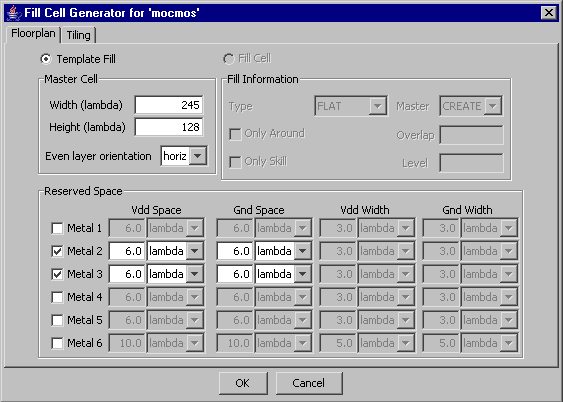 Fill Cell Generator for 'mocmos'
Floorplan Tiling
Template Fill Fill Cell
Master Cell Fill Information
Width (lambda) 245 Type FLAT Master CREATE
Height (lambda) 128 Only Around Overlap
Even layer orientation horiz Only Skill Level
Reserved Space
Vdd Space Gnd Space Vdd Width Gnd Width
Metal 1 6.0 lambda 6.0 lambda 3.0 lambda 3.0 lambda
Metal 2 6.0 lambda 6.0 lambda 3.0 lambda 3.0 lambda
Metal 3 6.0 lambda 6.0 lambda 3.0 lambda 3.0 lambda
Metal 4 6.0 lambda 6.0 lambda 3.0 lambda 3.0 lambda
Metal 5 6.0 lambda 6.0 lambda 3.0 lambda 3.0 lambda
Metal 6 10.0 lambda 10.0 lambda 5.0 lambda 5.0 lambda
OK Cancel